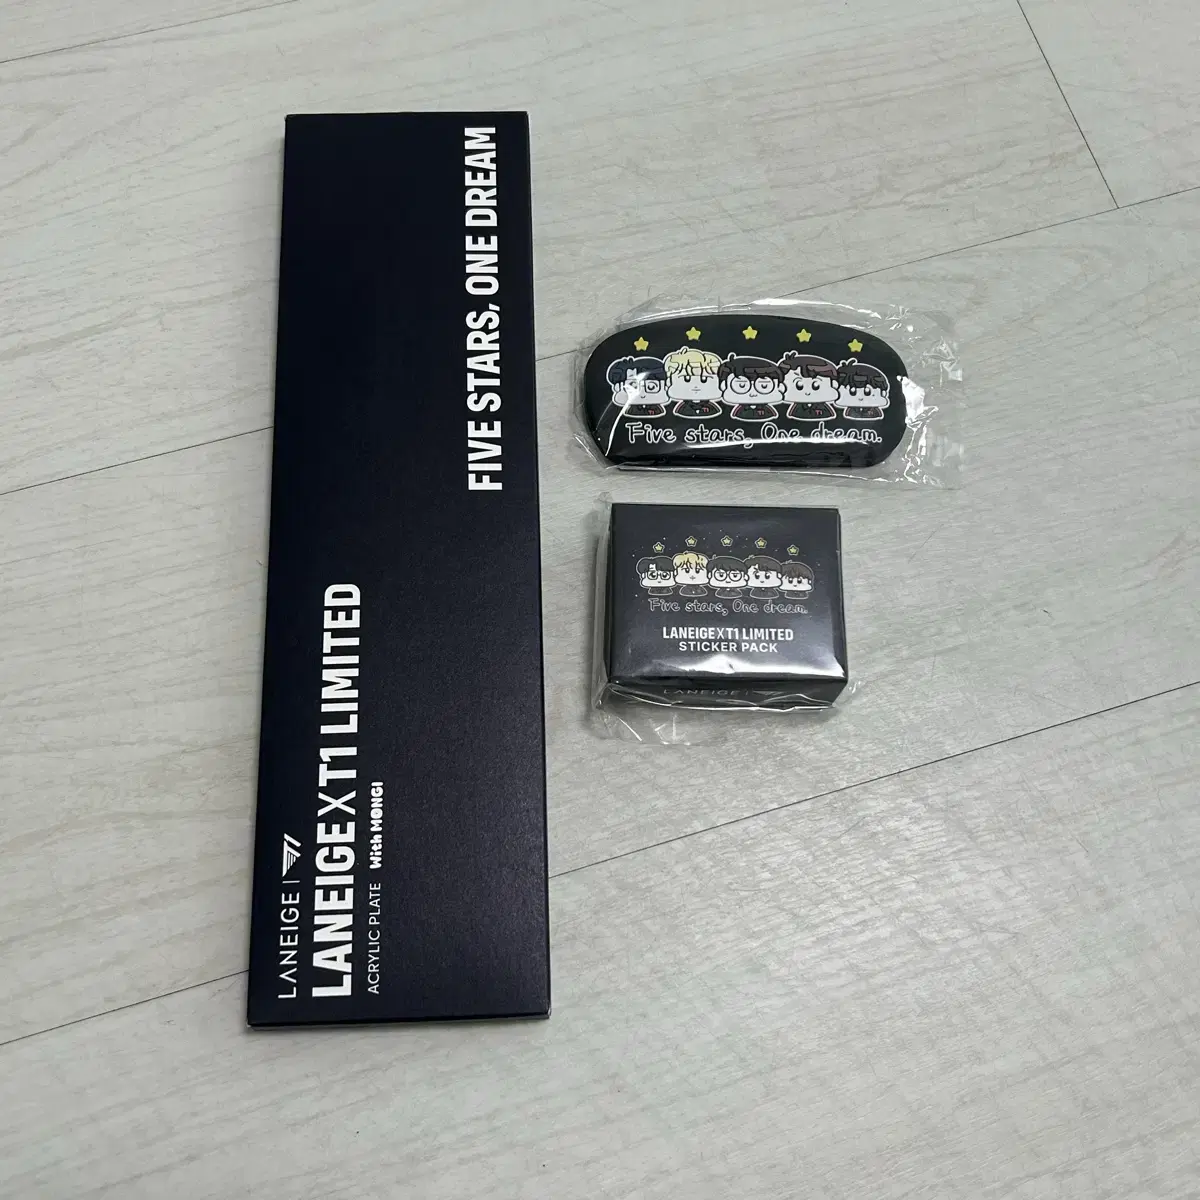 LANEIGE | T1
LANEIGE X T1 LIMITED
ACRYLIC PLATE With MONGI
FIVE STARS, ONE DREAM
Five stars, One dream.
Five stars, One dream.
LANEIGE X T1 LIMITED
STICKER PACK
LANEIGE |